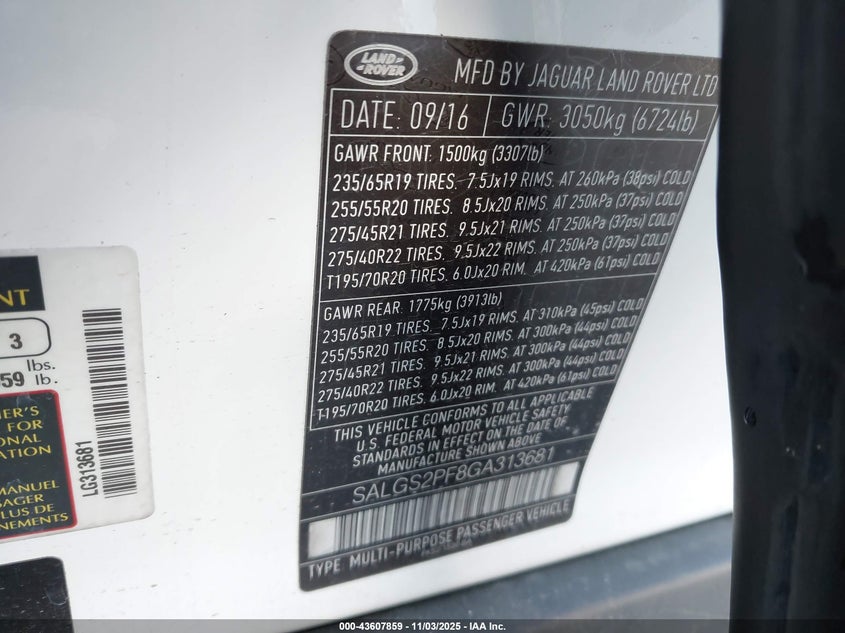 LAND
ROVER
MFD BY JAGUAR LAND ROVER LTD
DATE: 09/16
GWR: 3050kg (6724lb)
GAWR FRONT: 1500kg (3307lb)
235/65R19 TIRES. 7.5Jx19 RIMS. AT 260kPa (38psi) COLD
255/55R20 TIRES. 8.5Jx20 RIMS. AT 250kPa (37psi) COLD
275/45R21 TIRES. 9.5Jx21 RIMS. AT 250kPa (37psi) COLD
275/40R22 TIRES. 9.5Jx22 RIMS. AT 250kPa (37psi) COLD
T195/70R20 TIRES. 6.0Jx20 RIM. AT 420kPa (61psi) COLD
GAWR REAR: 1775kg (3913lb)
235/65R19 TIRES. 7.5Jx19 RIMS. AT 310kPa (45psi) COLD
255/55R20 TIRES. 8.5Jx20 RIMS. AT 300kPa (44psi) COLD
275/45R21 TIRES. 9.5Jx21 RIMS. AT 300kPa (44psi) COLD
275/40R22 TIRES. 9.5Jx22 RIMS. AT 300kPa (44psi) COLD
T195/70R20 TIRES. 6.0Jx20 RIM. AT 420kPa (61psi) COLD
THIS VEHICLE CONFORMS TO ALL APPLICABLE
U.S. FEDERAL MOTOR VEHICLE SAFETY
STANDARDS IN EFFECT ON THE DATE OF
MANUFACTURE SHOWN ABOVE
SALGS2PF8GA313681
TYPE MULTI-PURPOSE PASSENGER VEHICLE
NT
3
lbs.
59 lb.
ER'S
FOR
ONAL
ATION
MANUEL
AGER
LUS DE
NEMENTS
LG313681
000-43607859 | 11/03/2025 - IAA Inc.